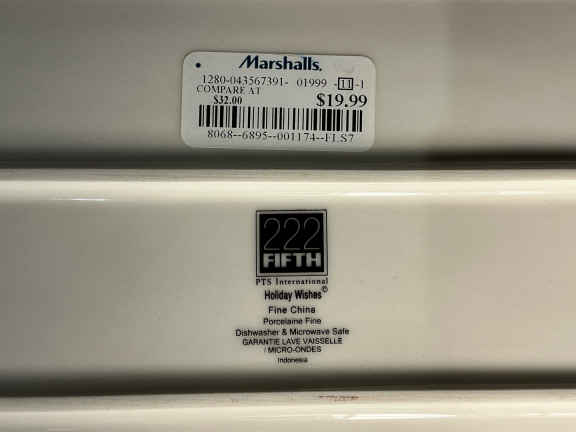 Marshalls.
1280-043567391- 01999 -11-1
COMPARE AT
$32.00
$19.99
8068--6895--001174--FLS7
222
FIFTH
PTS International
Holiday Wishes©
Fine China
Porcelaine Fine
Dishwasher & Microwave Safe
GARANTIE LAVE VAISSELLE
/ MICRO-ONDES
Indonesia